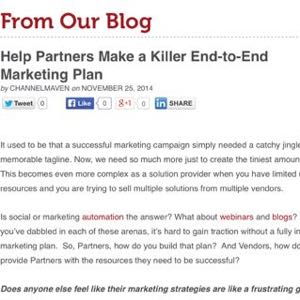 From Our Blog
Help Partners Make a Killer End-to-End
Marketing Plan
by CHANNELMAVEN on NOVEMBER 25, 2014
Tweet 0 Like 0 g+1 0 in SHARE
It used to be that a successful marketing campaign simply needed a catchy jingle
memorable tagline. Now, we need so much more just to create the tiniest
This becomes even more complex as a solution provider when you have limited
resources and you are trying to sell multiple solutions from multiple vendors.
Is social or marketing automation the answer? What about webinars and blogs?
you've dabbled in each of these arenas, it's hard to gain traction without a fully in
marketing plan. So, Partners, how do you build that plan? And Vendors, how do
provide Partners with the resources they need to be successful?
Does anyone else feel like their marketing strategies are like a frustrating g